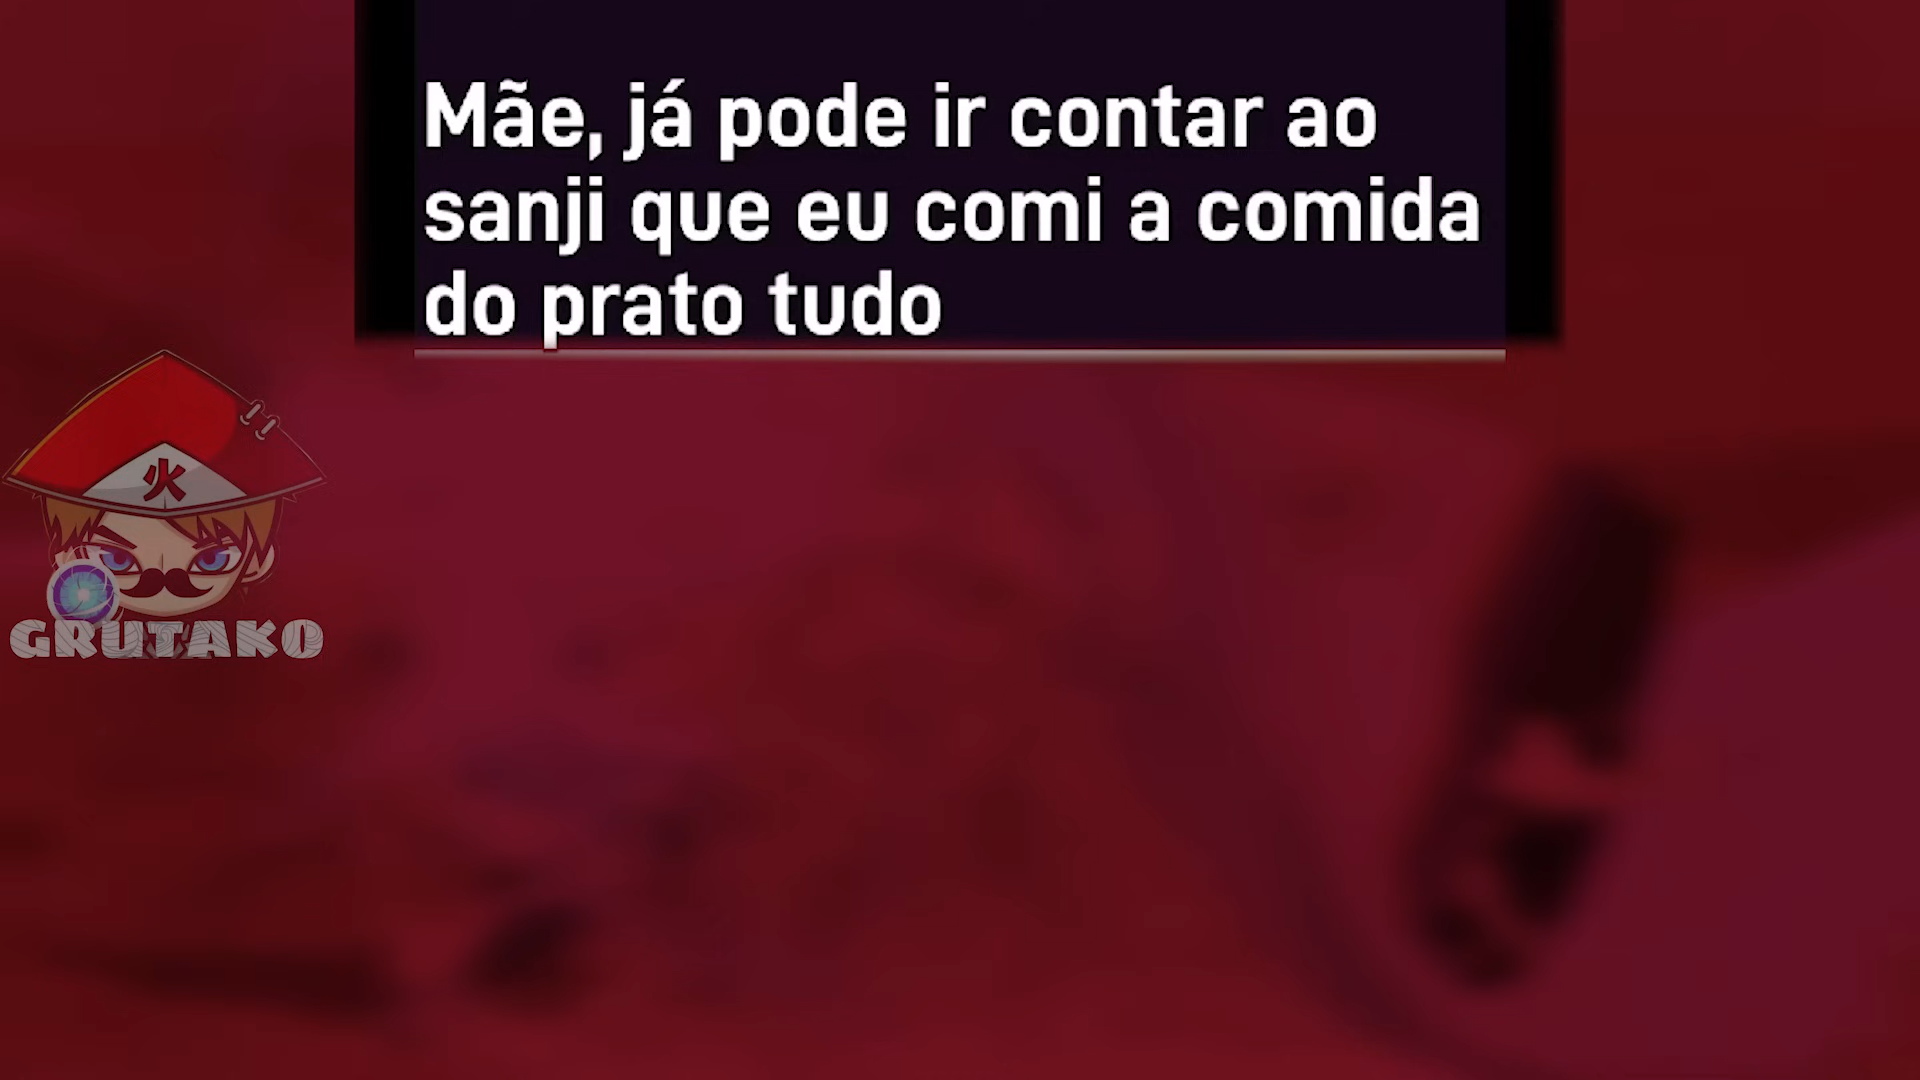 Mãe, já pode ir contar ao
sanji que eu comi a comida
do prato tudo
火
GRUTAKO